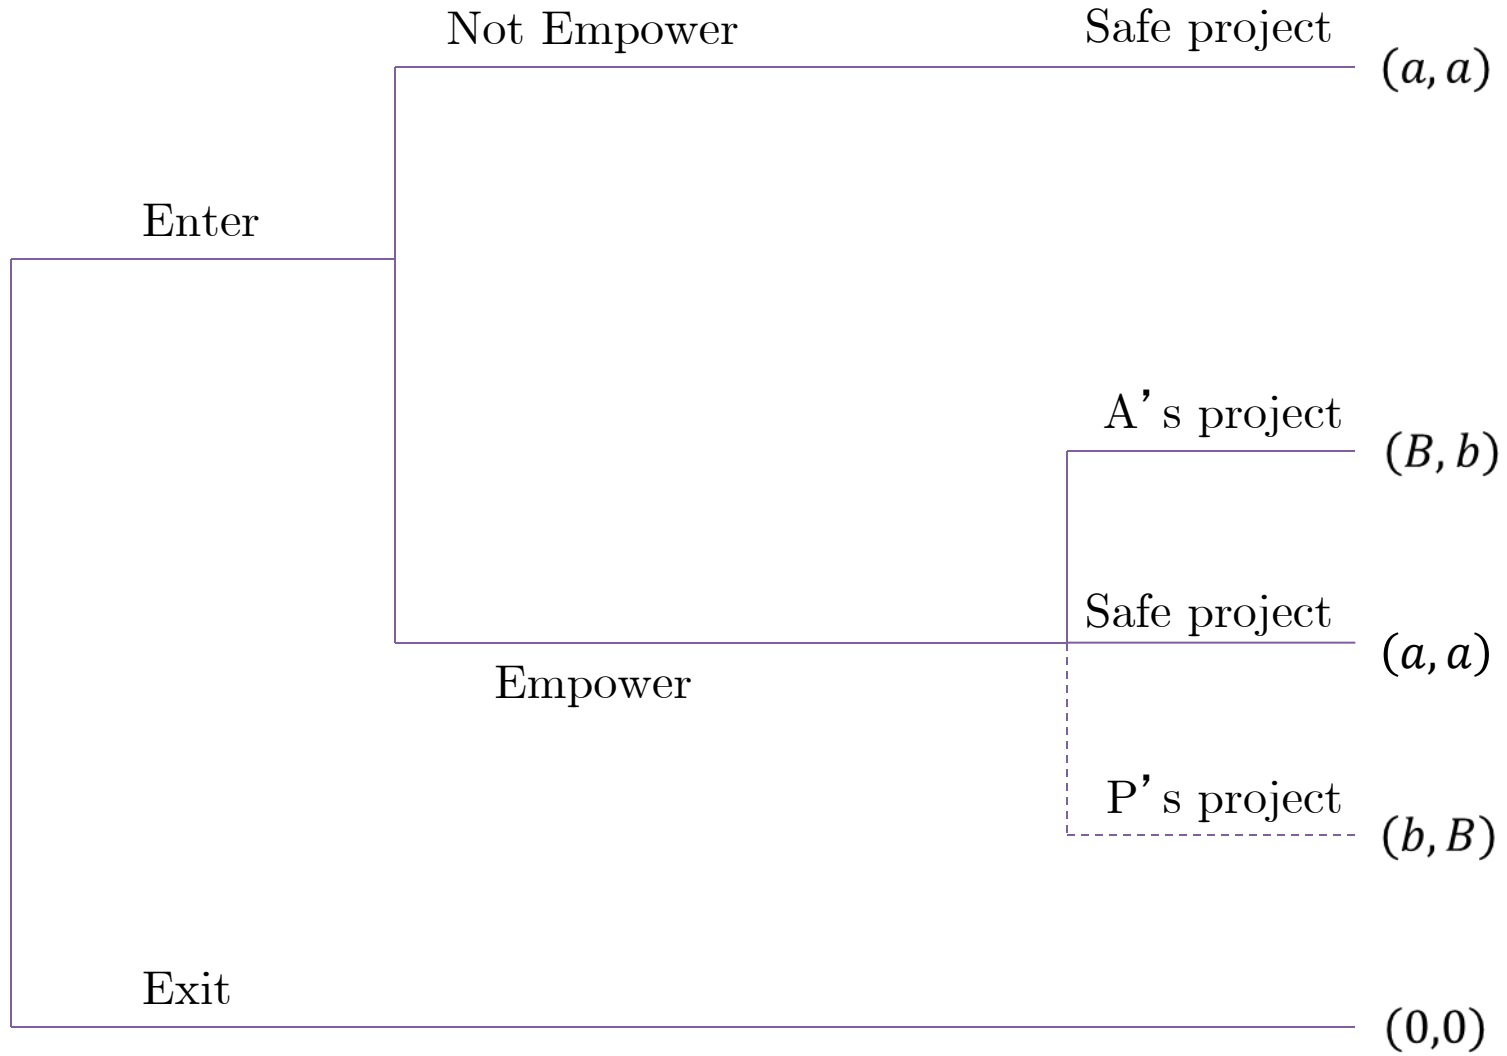 Not Empower
Safe project
(a, a)
Enter
A's project
(B, b)
Safe project
(a, a)
Empower
P's project
(b, B)
Exit
(0,0)